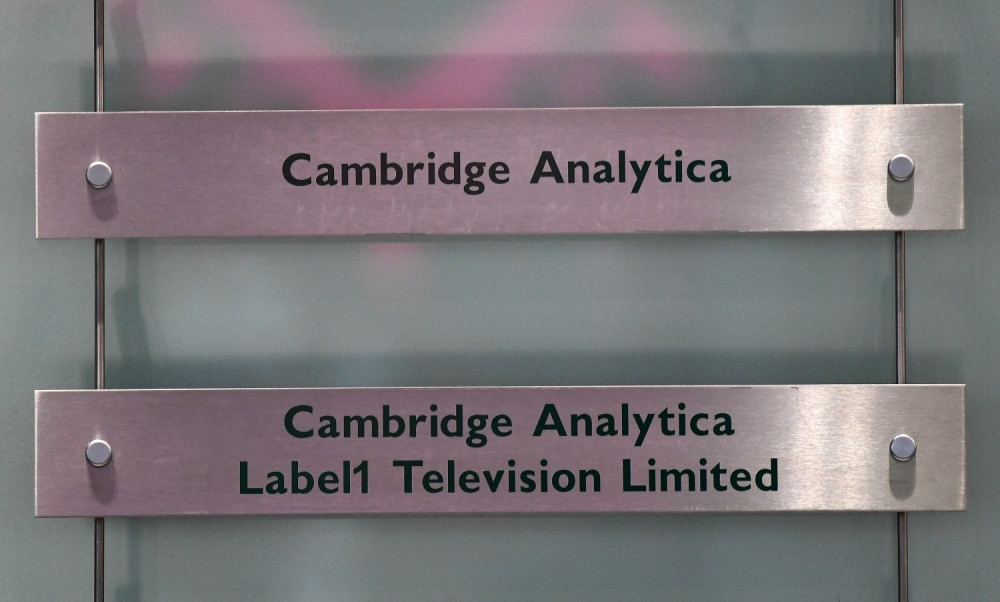 Cambridge Analytica
Cambridge Analytica
Label1 Television Limited